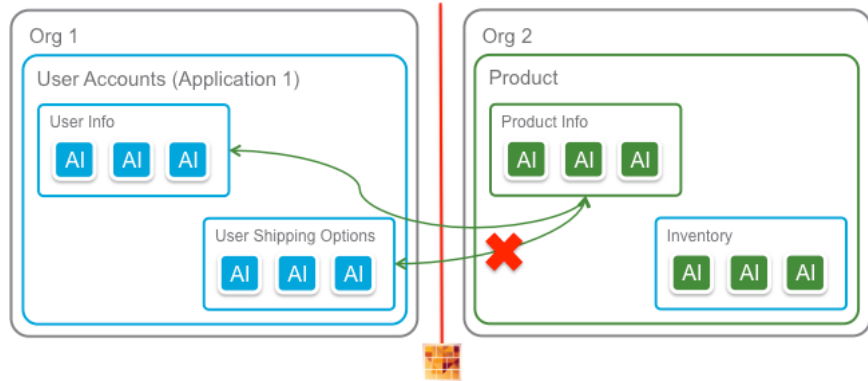 Org 1
User Accounts (Application 1)
User Info
AI AI AI
User Shipping Options
AI AI AI
Org 2
Product
Product Info
AI AI AI
Inventory
AI AI AI